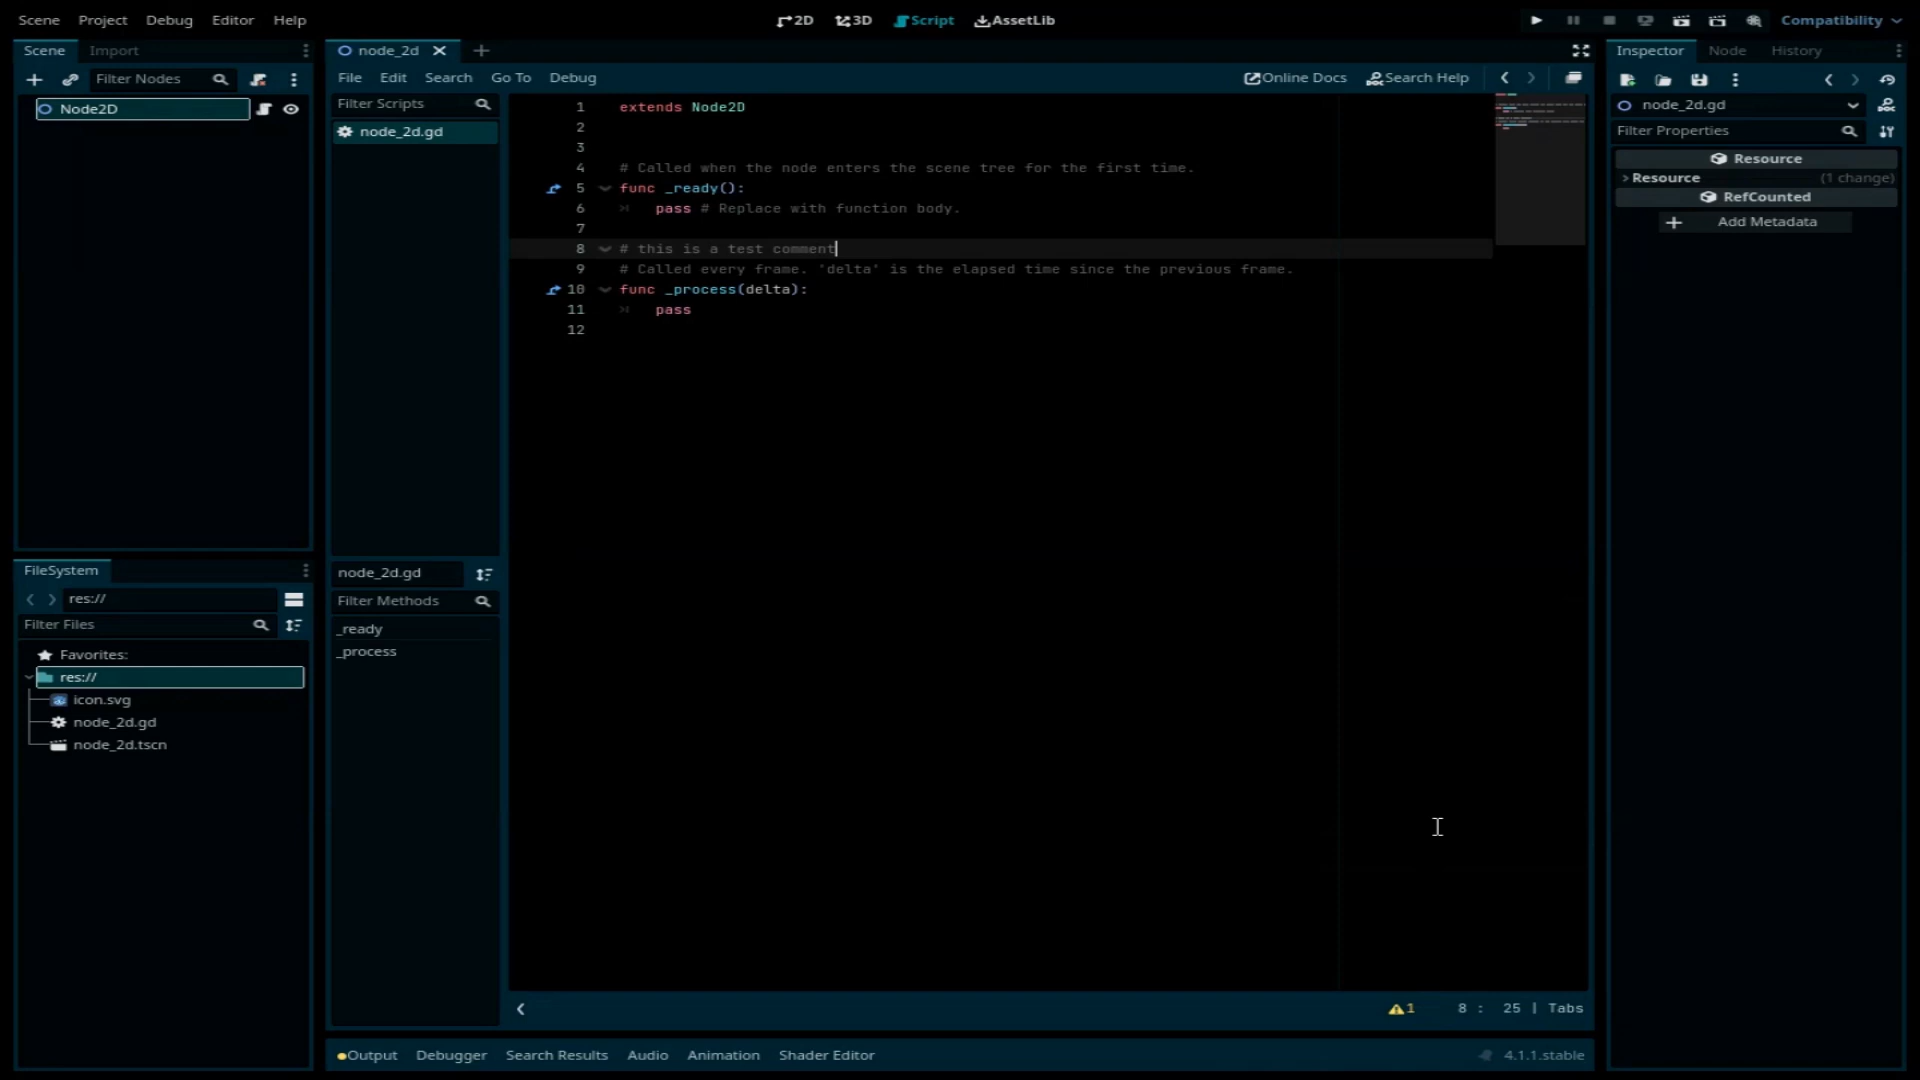 Scene Project Debug Editor Help
2D 3D Script AssetLib
Compatibility
Scene Import
Filter Nodes
Node2D
FileSystem
res://
Filter Files
Favorites:
res://
icon.svg
node_2d.gd
node_2d.tscn
node_2d
File Edit Search Go To Debug
Online Docs Search Help
Filter Scripts
node_2d.gd
node_2d.gd
Filter Methods
_ready
_process
1 extends Node2D
2
3
4 # Called when the node enters the scene tree for the first time.
5 func _ready():
6 pass # Replace with function body.
7
8 # this is a test comment
9 # Called every frame. 'delta' is the elapsed time since the previous frame.
10 func _process(delta):
11 pass
12
1 8 : 25 | Tabs
Output Debugger Search Results Audio Animation Shader Editor
4.1.1.stable
Inspector Node History
node_2d.gd
Filter Properties
Resource
Resource (1 change)
RefCounted
Add Metadata